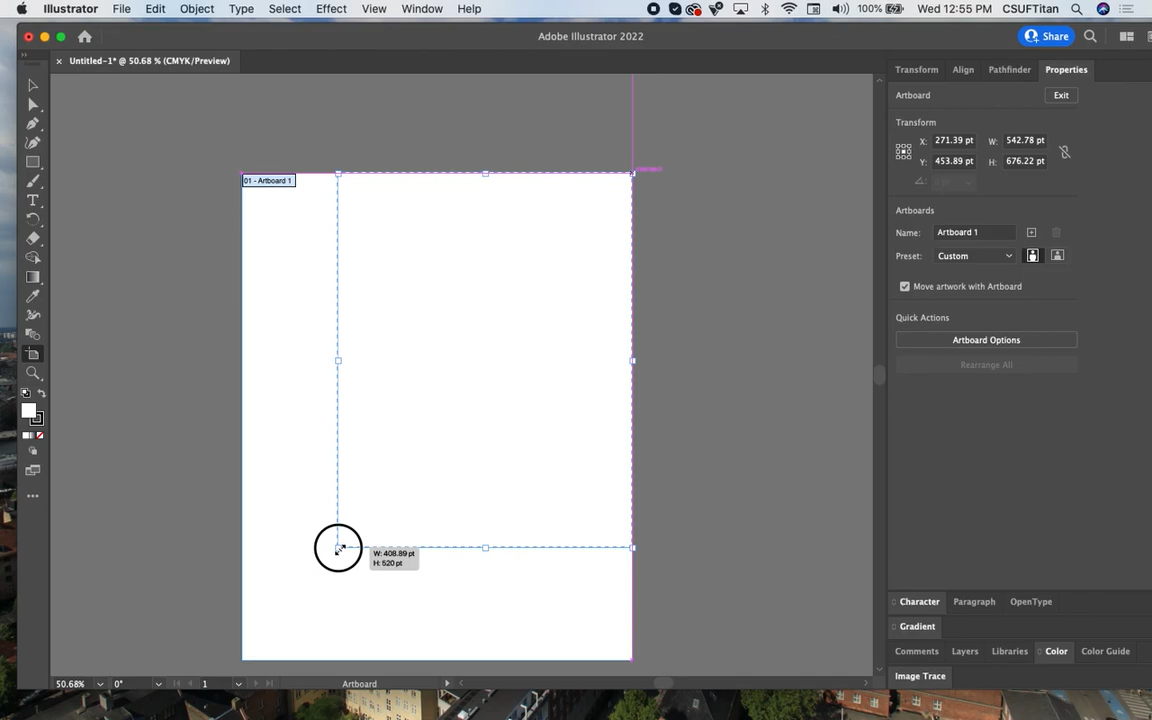 Illustrator File Edit Object Type Select Effect View Window Help 100% Wed 12:55 PM CSUFTitan
Adobe Illustrator 2022 Share
× Untitled-1* @ 50.68 % (CMYK/Preview)
Transform Align Pathfinder Properties
Artboard Exit
Transform
X: 271.39 pt W: 542.78 pt
Y: 453.89 pt H: 676.22 pt
01 - Artboard 1
Artboards
Name: Artboard 1
Preset: Custom
Move artwork with Artboard
Quick Actions
Artboard Options
Rearrange All
W: 408.89 pt
H: 520 pt
Character Paragraph OpenType
Gradient
Comments Layers Libraries Color Color Guide
Image Trace
50.68% 0° 1 Artboard